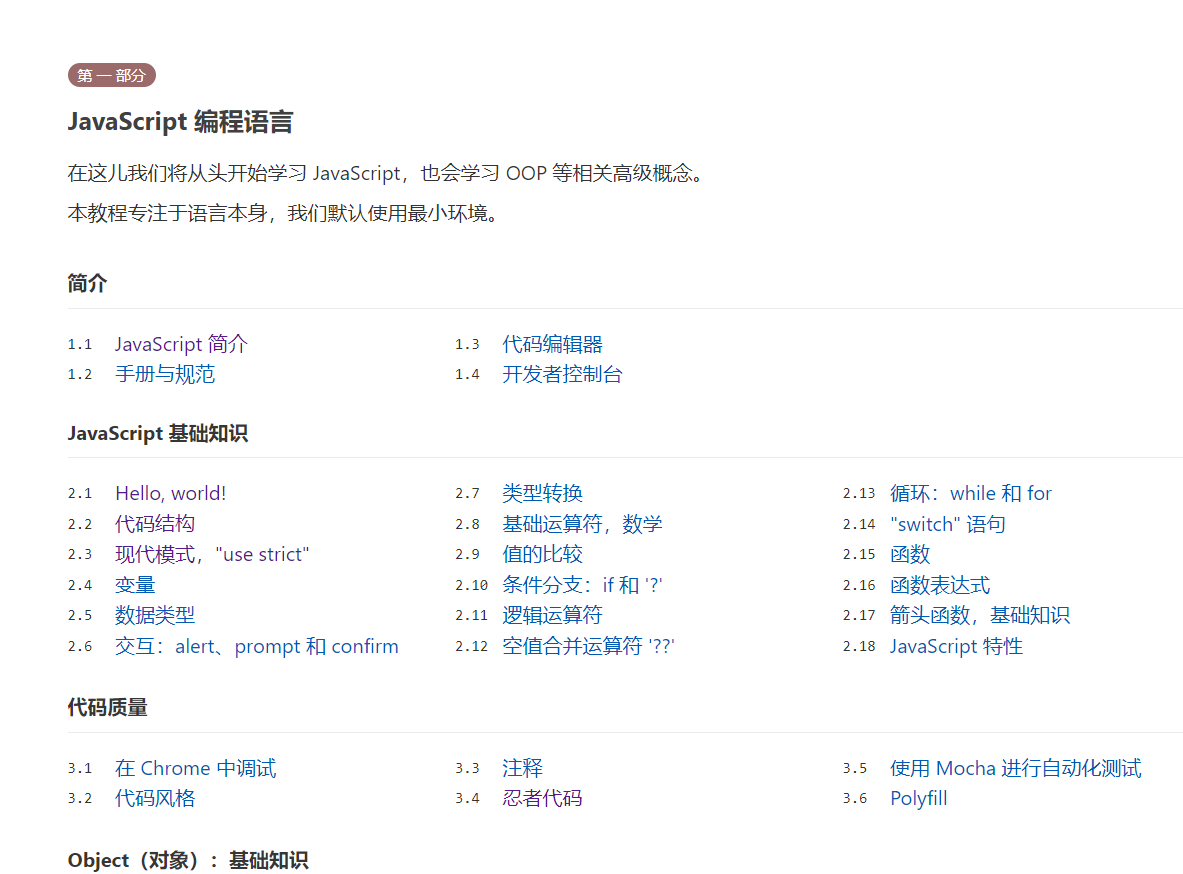 第一部分
JavaScript 编程语言
在这儿我们将从头开始学习 JavaScript，也会学习 OOP 等相关高级概念。
本教程专注于语言本身，我们默认使用最小环境。
简介
1.1 JavaScript 简介
1.2 手册与规范
1.3 代码编辑器
1.4 开发者控制台
JavaScript 基础知识
2.1 Hello, world!
2.2 代码结构
2.3 现代模式，"use strict"
2.4 变量
2.5 数据类型
2.6 交互：alert、prompt 和 confirm
2.7 类型转换
2.8 基础运算符，数学
2.9 值的比较
2.10 条件分支：if 和 '?'
2.11 逻辑运算符
2.12 空值合并运算符 '??'
2.13 循环：while 和 for
2.14 "switch" 语句
2.15 函数
2.16 函数表达式
2.17 箭头函数，基础知识
2.18 JavaScript 特性
代码质量
3.1 在 Chrome 中调试
3.2 代码风格
3.3 注释
3.4 忍者代码
3.5 使用 Mocha 进行自动化测试
3.6 Polyfill
Object（对象）：基础知识